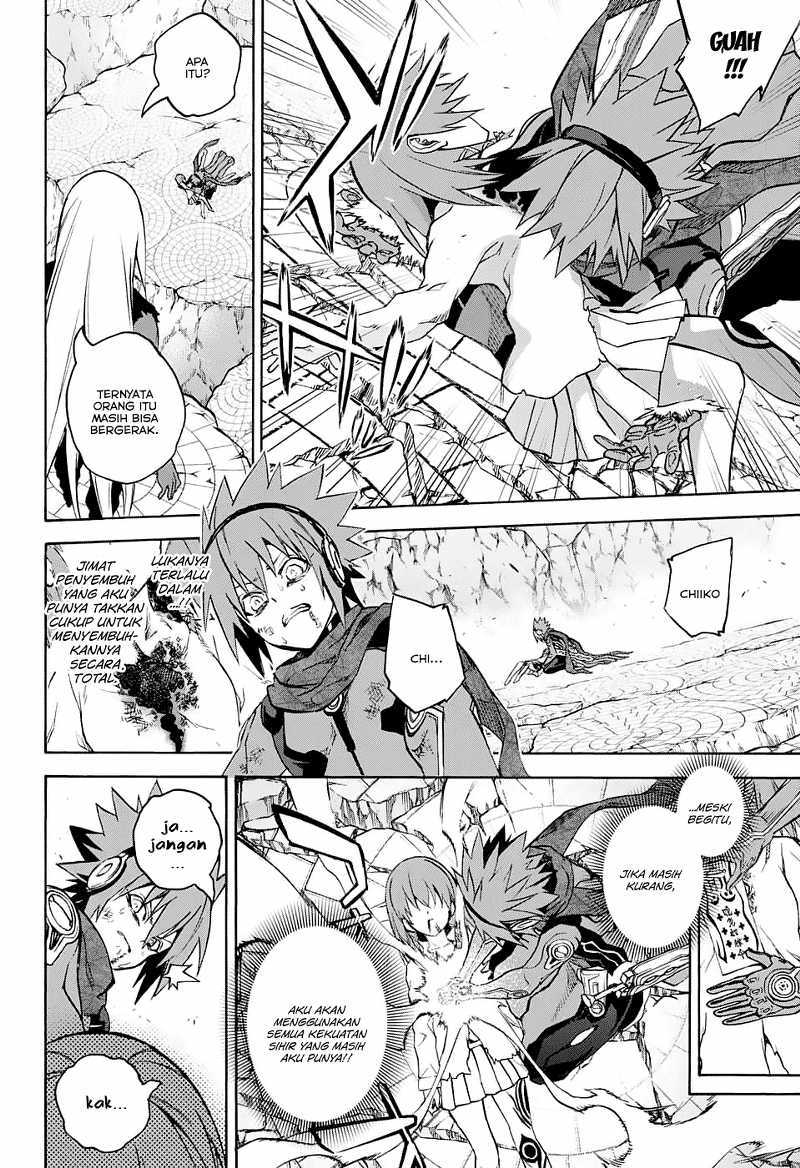 GUAH
!!!
APA
ITU?
TERNYATA
ORANG ITU
MASIH BISA
BERGERAK.
CHIIKO
CHI...
LUKANYA
TERLALU
DALAM
...!!
JIMAT
PENYEMBUH
YANG AKU
PUNYA TAKKAN
CUKUP UNTUK
MENYEMBUH-
KANNYA
SECARA
TOTAL.
...MESKI
BEGITU,
JIKA MASIH
KURANG,
AKU AKAN
MENGGUNAKAN
SEMUA KEKUATAN
SIHIR YANG MASIH
AKU PUNYA!!
ja...
jangan
...
kak...